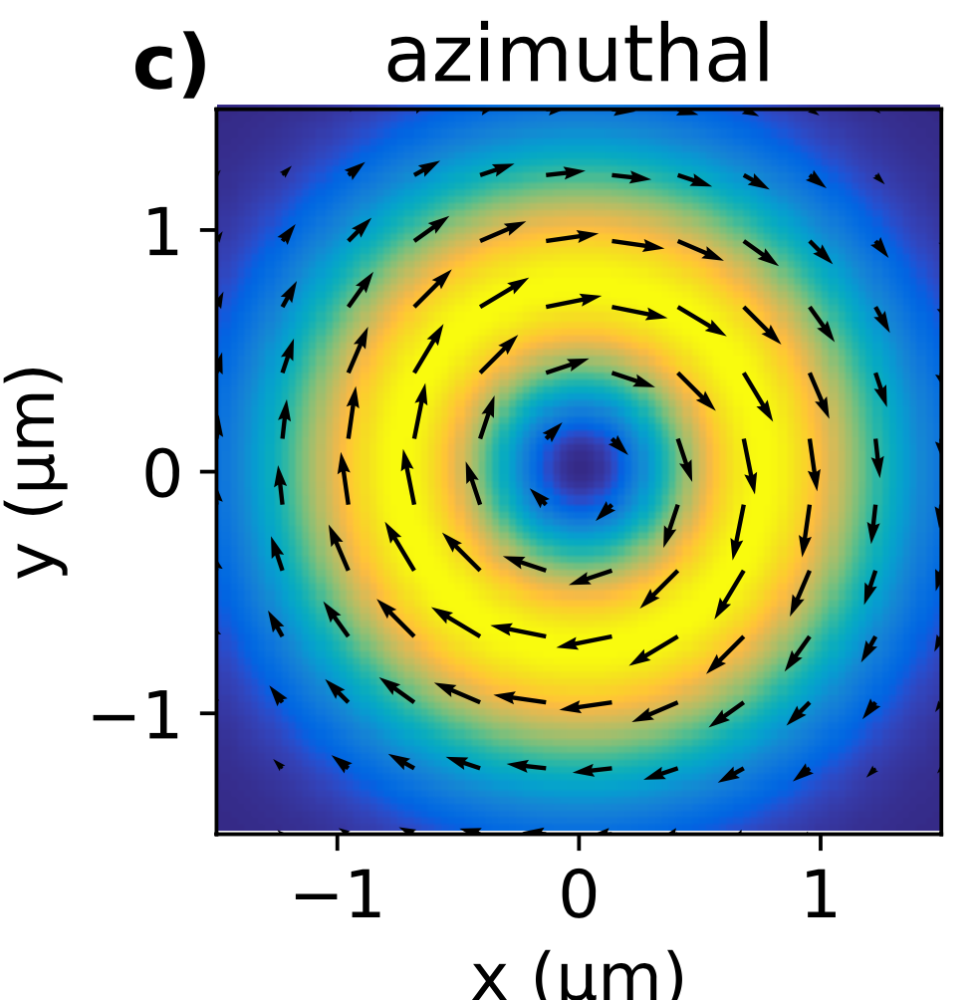 c) azimuthal
1
0
−1
y (µm)
−1 0 1
x (µm)